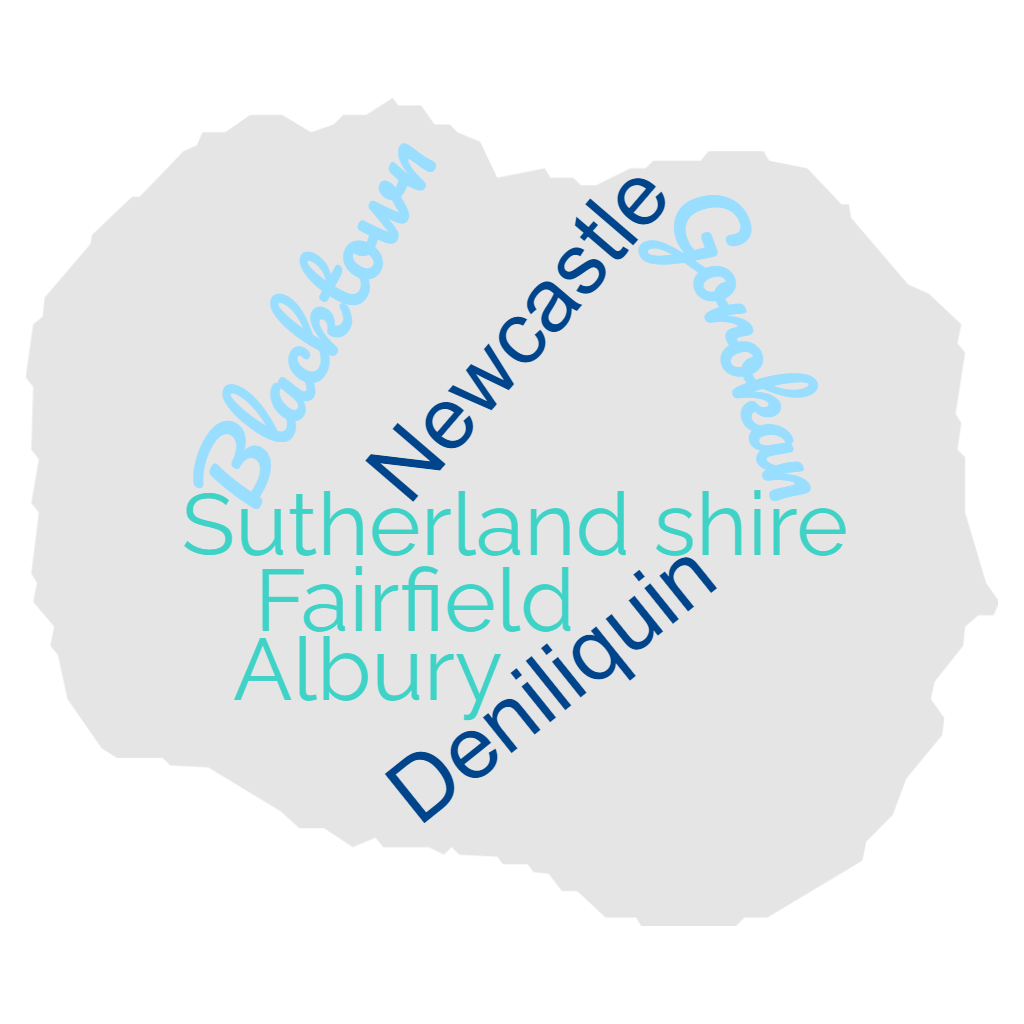 Blacktown
Newcastle
Gorokan
Sutherland shire
Fairfield
Albury
Deniliquin